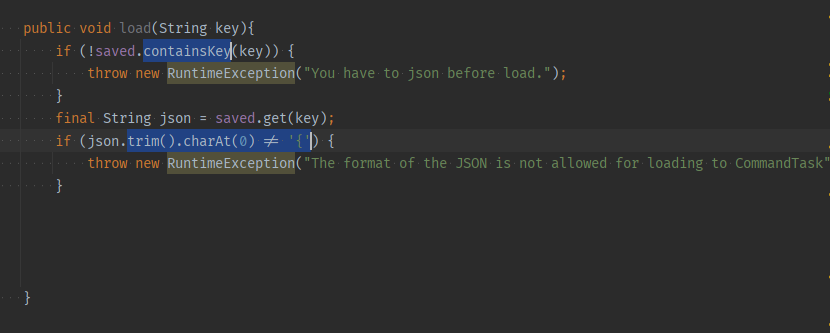 public void load(String key){
if (!saved.containsKey(key)) {
throw new RuntimeException("You have to json before load.");
}
final String json = saved.get(key);
if (json.trim().charAt(0) ≠ '{') {
throw new RuntimeException("The format of the JSON is not allowed for loading to CommandTask"
}
}